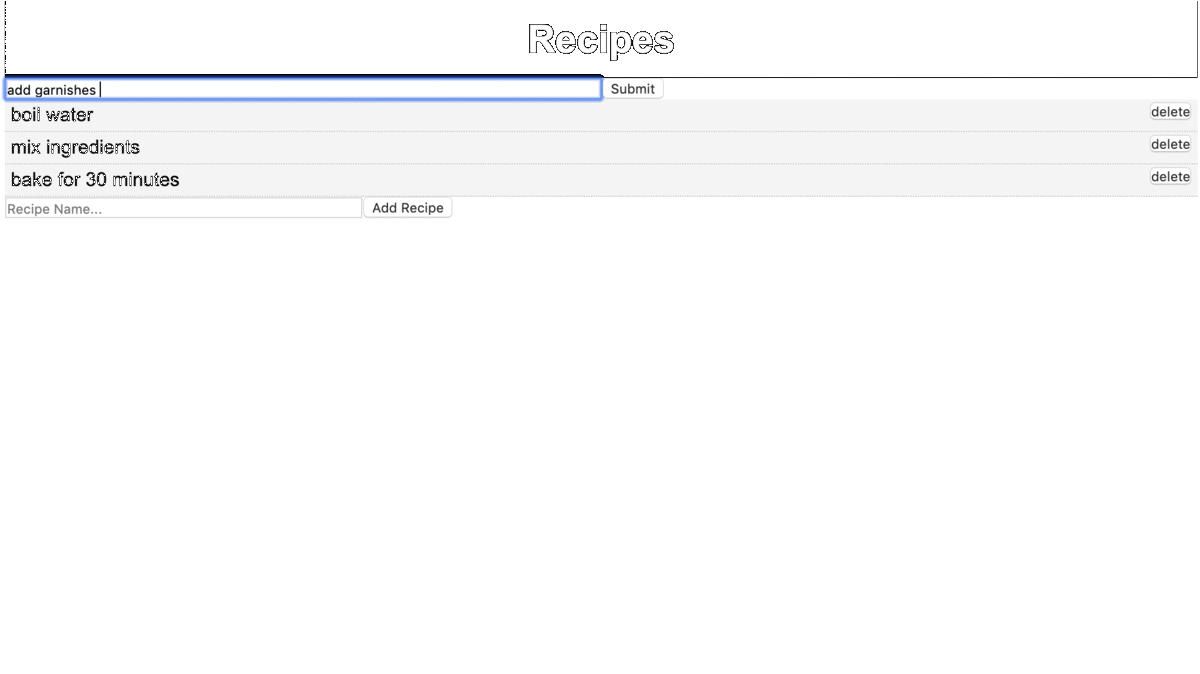 Recipes
add garnishes Submit
boil water delete
mix ingredients delete
bake for 30 minutes delete
Recipe Name... Add Recipe